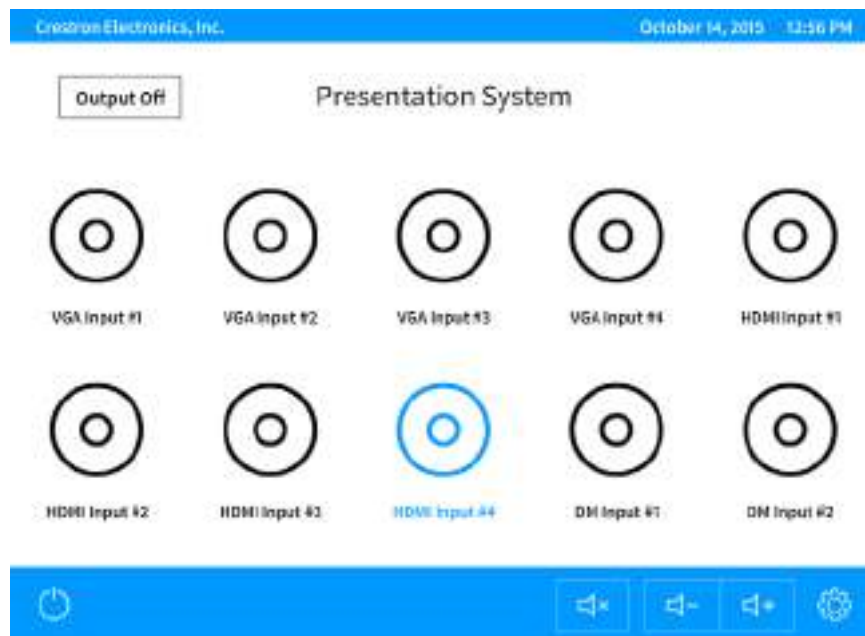 Crestron Electronics, Inc. October 14, 2015 12:56 PM
Output Off Presentation System
VGA Input #1 VGA Input #2 VGA Input #3 VGA Input #4 HDMI Input #1
HDMI Input #2 HDMI Input #3 HDMI Input #4 DM Input #1 DM Input #2